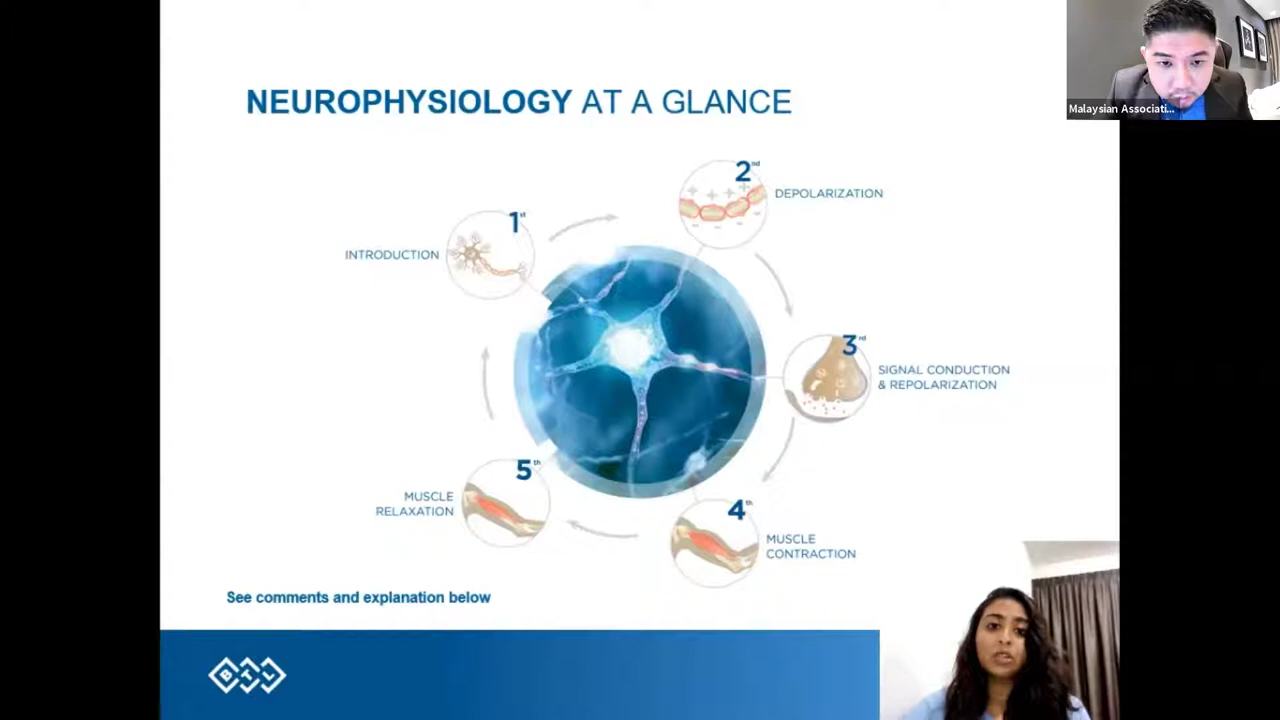 NEUROPHYSIOLOGY AT A GLANCE
Malaysian Associati...
1st
INTRODUCTION
2nd
DEPOLARIZATION
3rd
SIGNAL CONDUCTION
& REPOLARIZATION
4th
MUSCLE
CONTRACTION
5th
MUSCLE
RELAXATION
See comments and explanation below
BTL